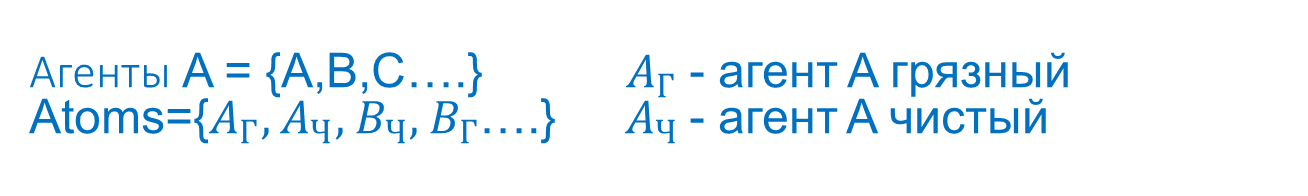 Агенты A = {A,B,C….} A_Г - агент A грязный
Atoms={A_Г, A_Ч, B_Ч, B_Г….} A_Ч - агент A чистый